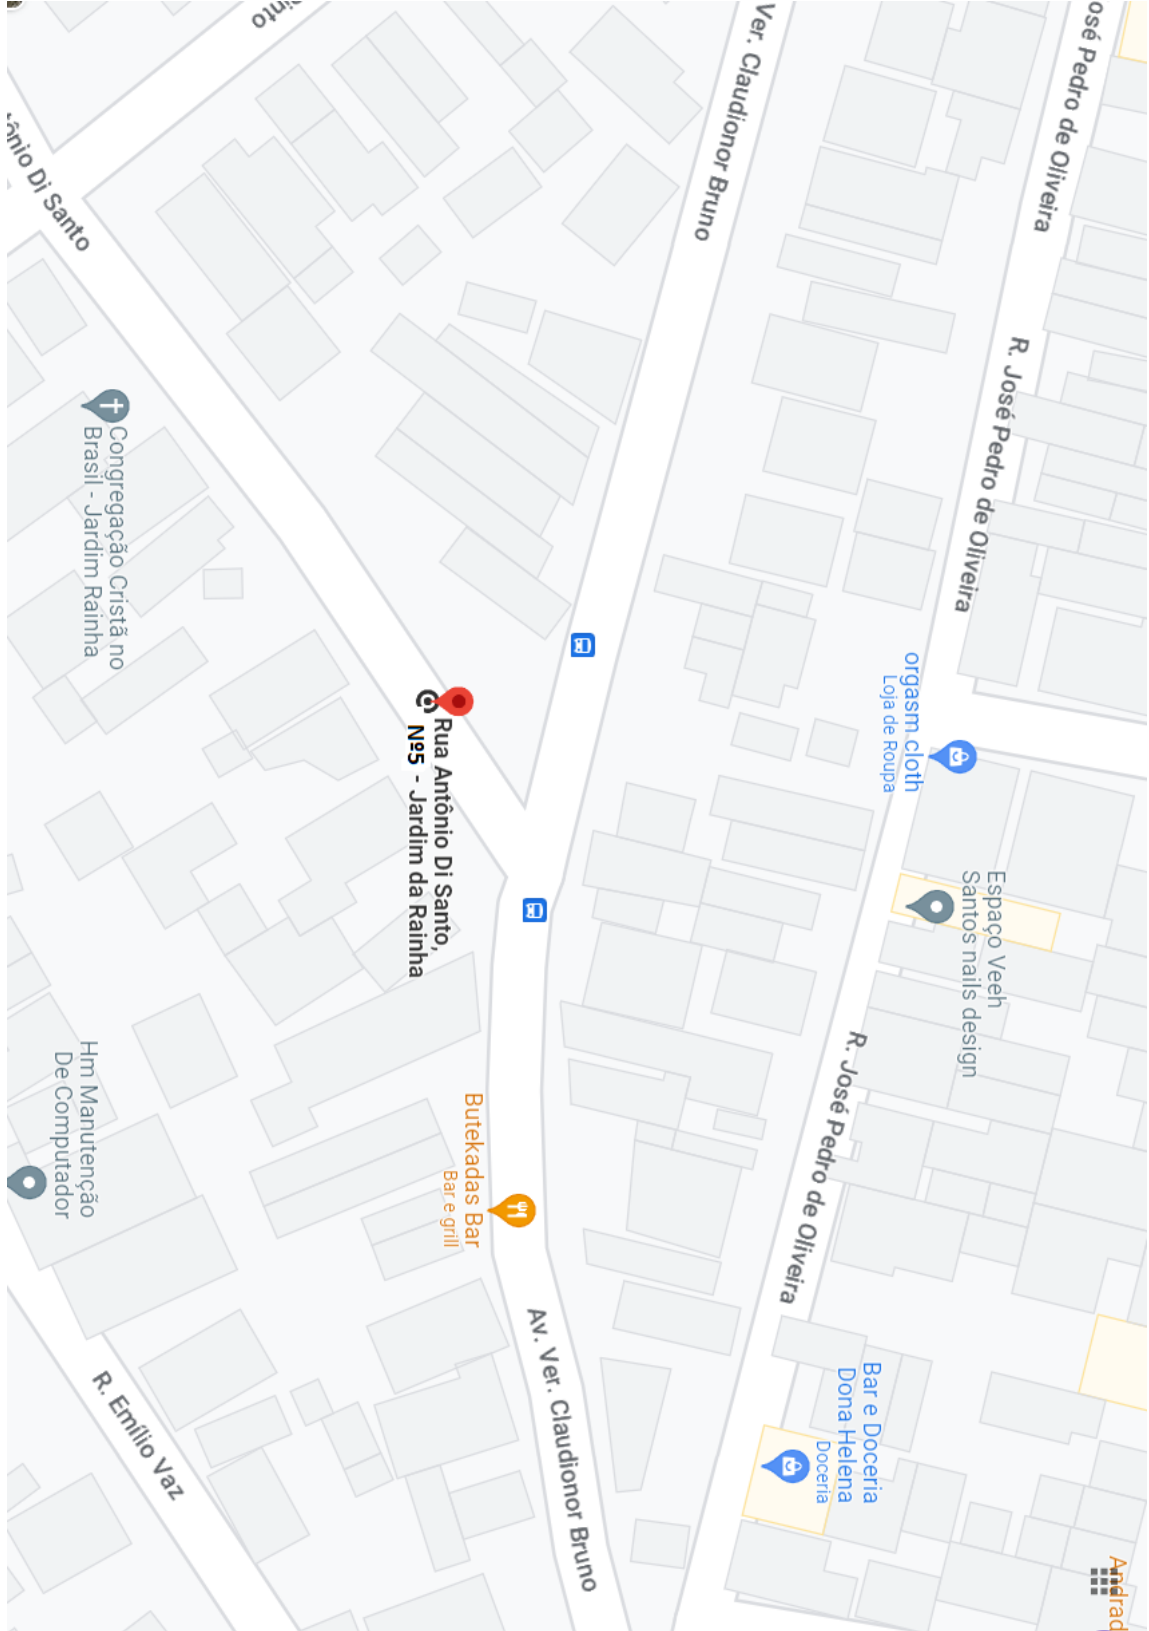 into
tônio Di Santo
Ver. Claudionor Bruno
osé Pedro de Oliveira
R. José Pedro de Oliveira
Congregação Cristã no
Brasil - Jardim Rainha
orgasm.cloth
Loja de Roupa
Rua Antônio Di Santo,
Nº5 - Jardim da Rainha
Espaço Veeh
Santos nails design
Hm Manutenção
De Computador
Butekadas Bar
Bar e grill
R. José Pedro de Oliveira
R. Emílio Vaz
Av. Ver. Claudionor Bruno
Bar e Doceria
Dona Helena
Doceria
Andrad